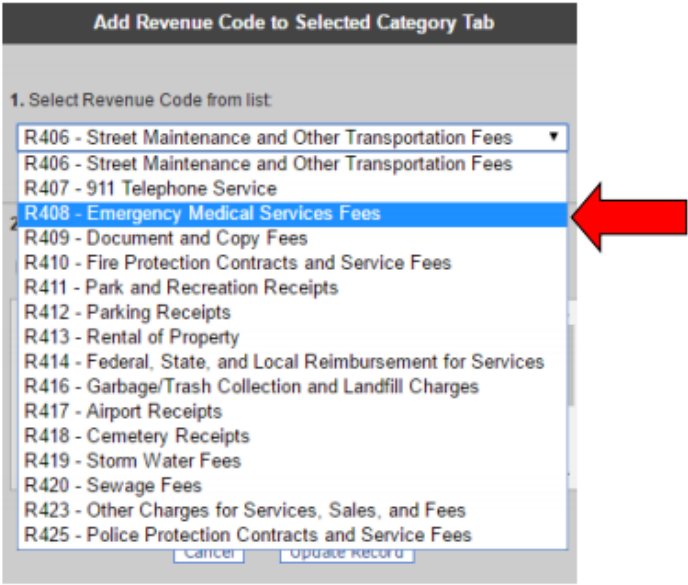 Add Revenue Code to Selected Category Tab
1. Select Revenue Code from list:
R406 - Street Maintenance and Other Transportation Fees
R406 - Street Maintenance and Other Transportation Fees
R407 - 911 Telephone Service
R408 - Emergency Medical Services Fees
2
R409 - Document and Copy Fees
R410 - Fire Protection Contracts and Service Fees
R411 - Park and Recreation Receipts
R412 - Parking Receipts
R413 - Rental of Property
R414 - Federal, State, and Local Reimbursement for Services
R416 - Garbage/Trash Collection and Landfill Charges
R417 - Airport Receipts
R418 - Cemetery Receipts
R419 - Storm Water Fees
R420 - Sewage Fees
R423 - Other Charges for Services, Sales, and Fees
R425 - Police Protection Contracts and Service Fees
Cancel Update Record